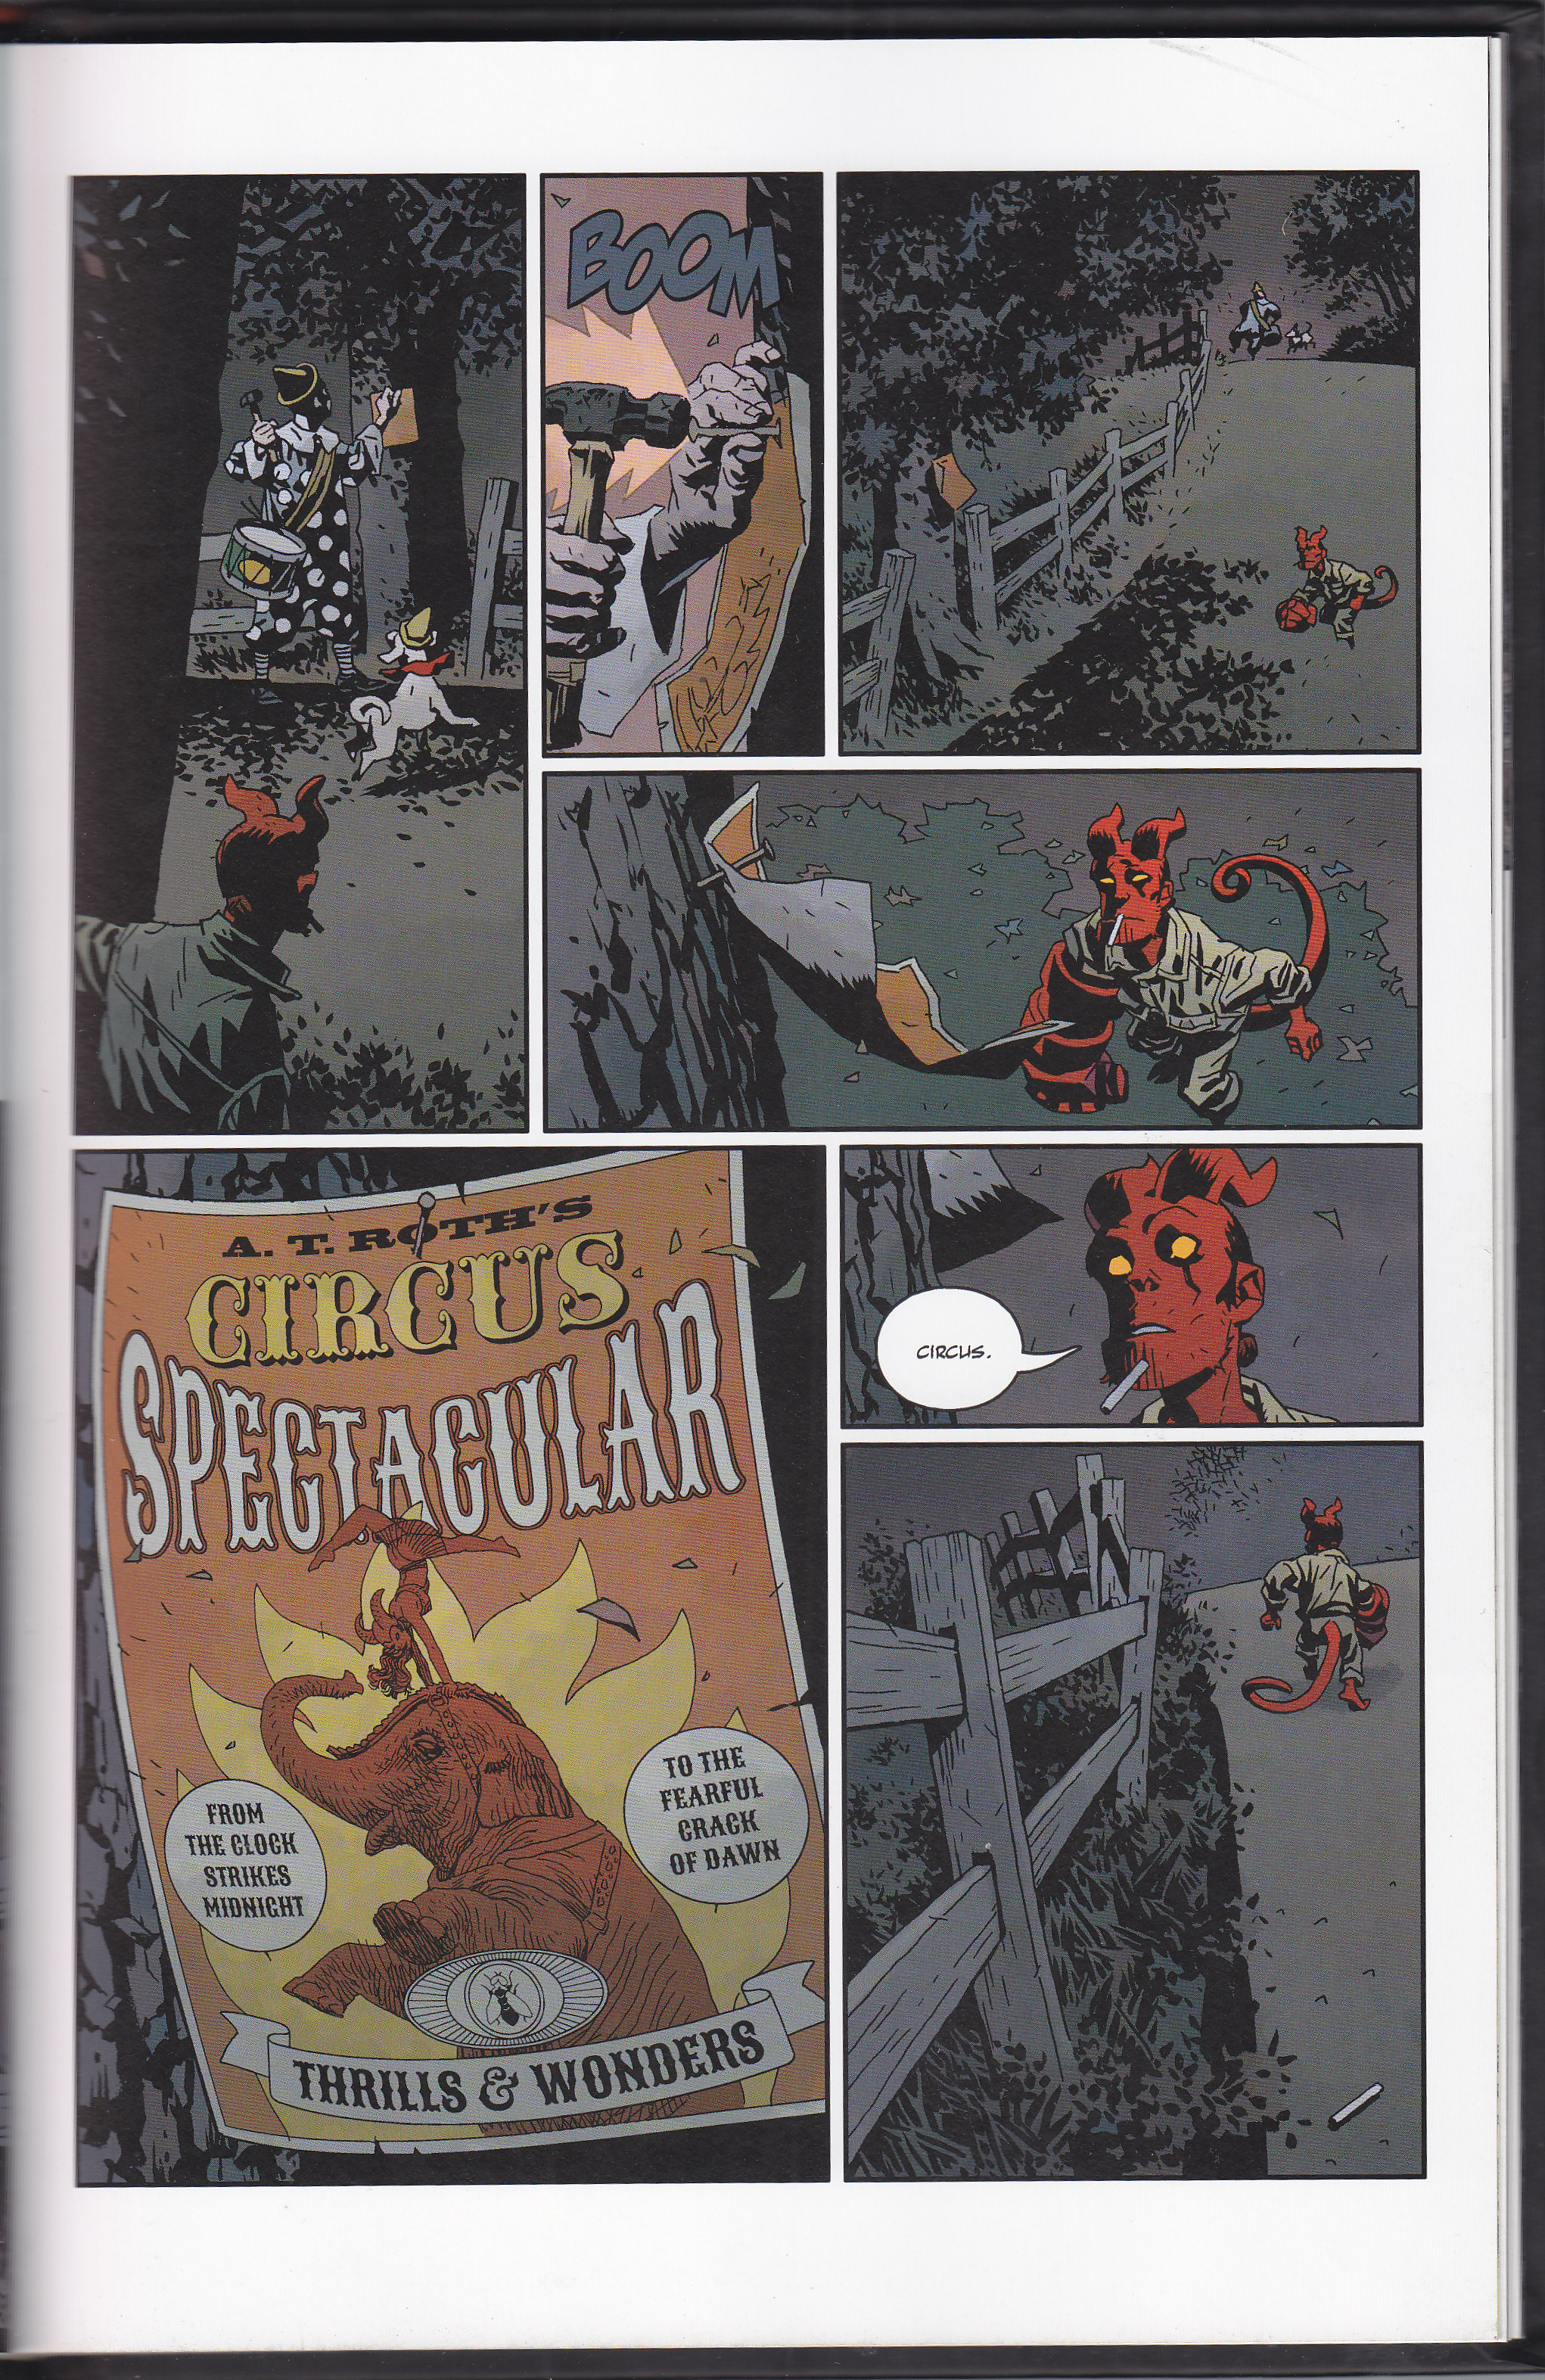 BOOM
A. T. ROTH'S
CIRCUS
SPECTACULAR
FROM
THE CLOCK
STRIKES
MIDNIGHT
TO THE
FEARFUL
CRACK
OF DAWN
THRILLS & WONDERS
CIRCUS.